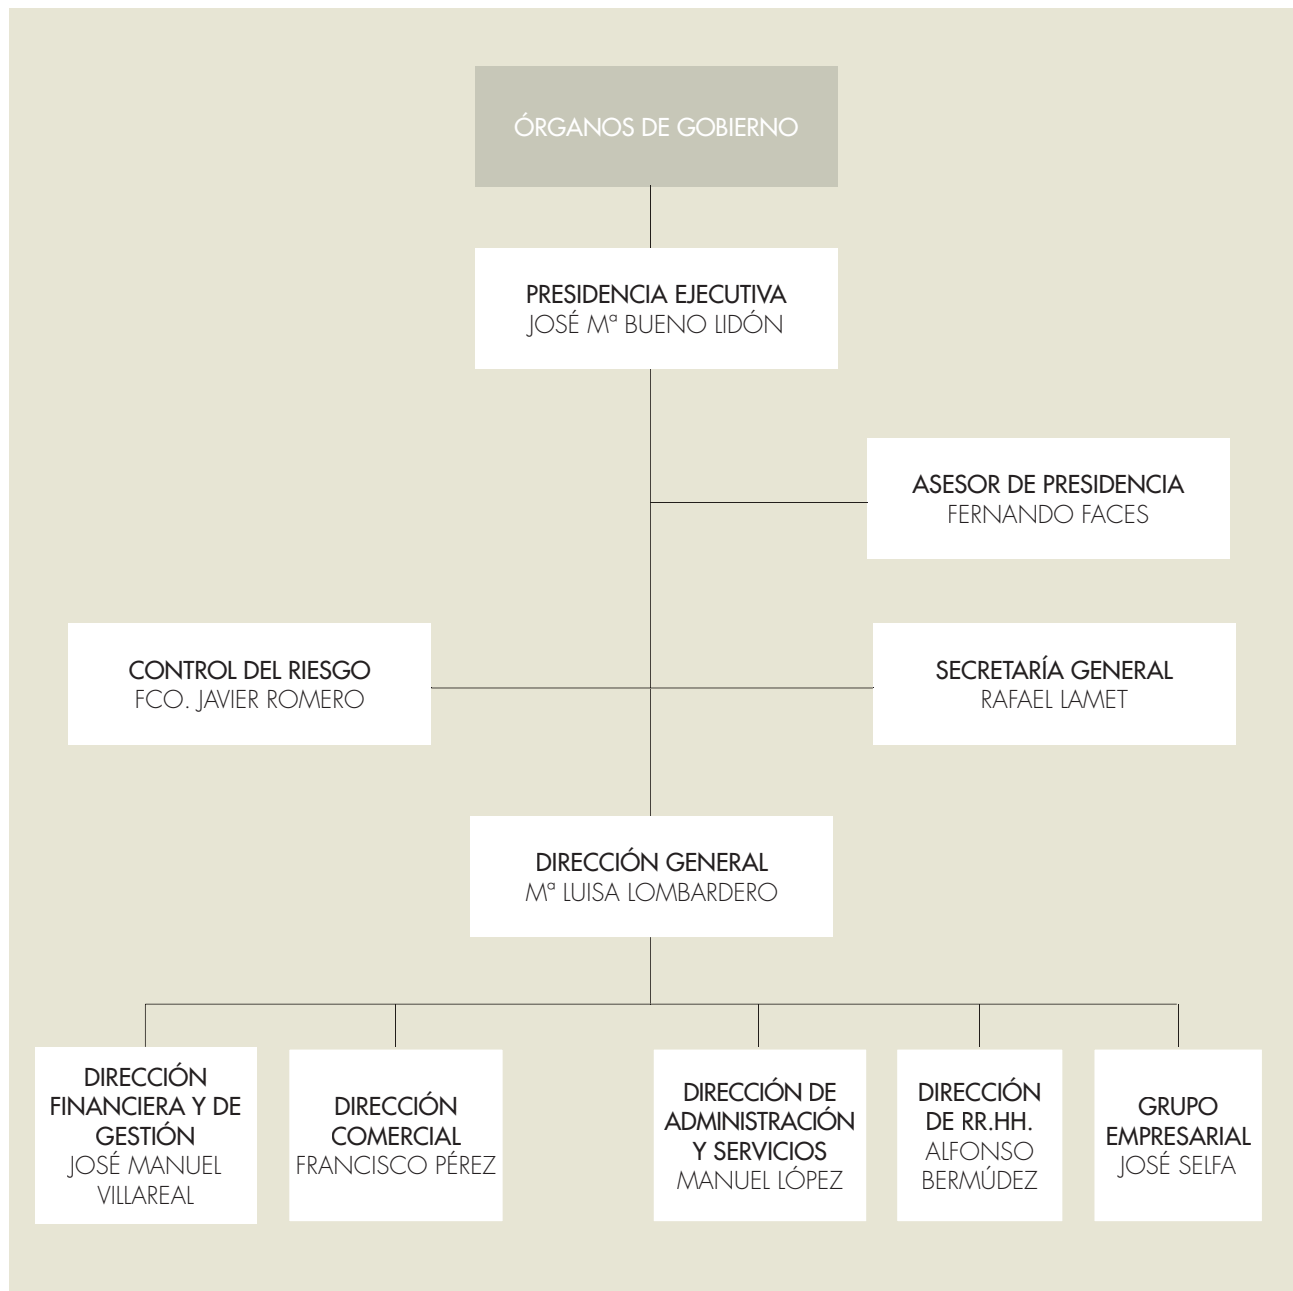 ÓRGANOS DE GOBIERNO
PRESIDENCIA EJECUTIVA
JOSÉ Mª BUENO LIDÓN
ASESOR DE PRESIDENCIA
FERNANDO FACES
CONTROL DEL RIESGO
FCO. JAVIER ROMERO
SECRETARÍA GENERAL
RAFAEL LAMET
DIRECCIÓN GENERAL
Mª LUISA LOMBARDERO
DIRECCIÓN
FINANCIERA Y DE
GESTIÓN
JOSÉ MANUEL
VILLAREAL
DIRECCIÓN
COMERCIAL
FRANCISCO PÉREZ
DIRECCIÓN DE
ADMINISTRACIÓN
Y SERVICIOS
MANUEL LÓPEZ
DIRECCIÓN
DE RR.HH.
ALFONSO
BERMÚDEZ
GRUPO
EMPRESARIAL
JOSÉ SELFA